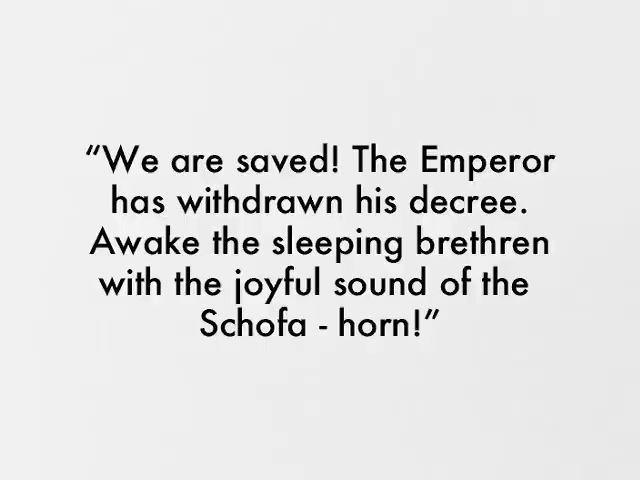 “We are saved! The Emperor
has withdrawn his decree.
Awake the sleeping brethren
with the joyful sound of the
Schofa - horn!”